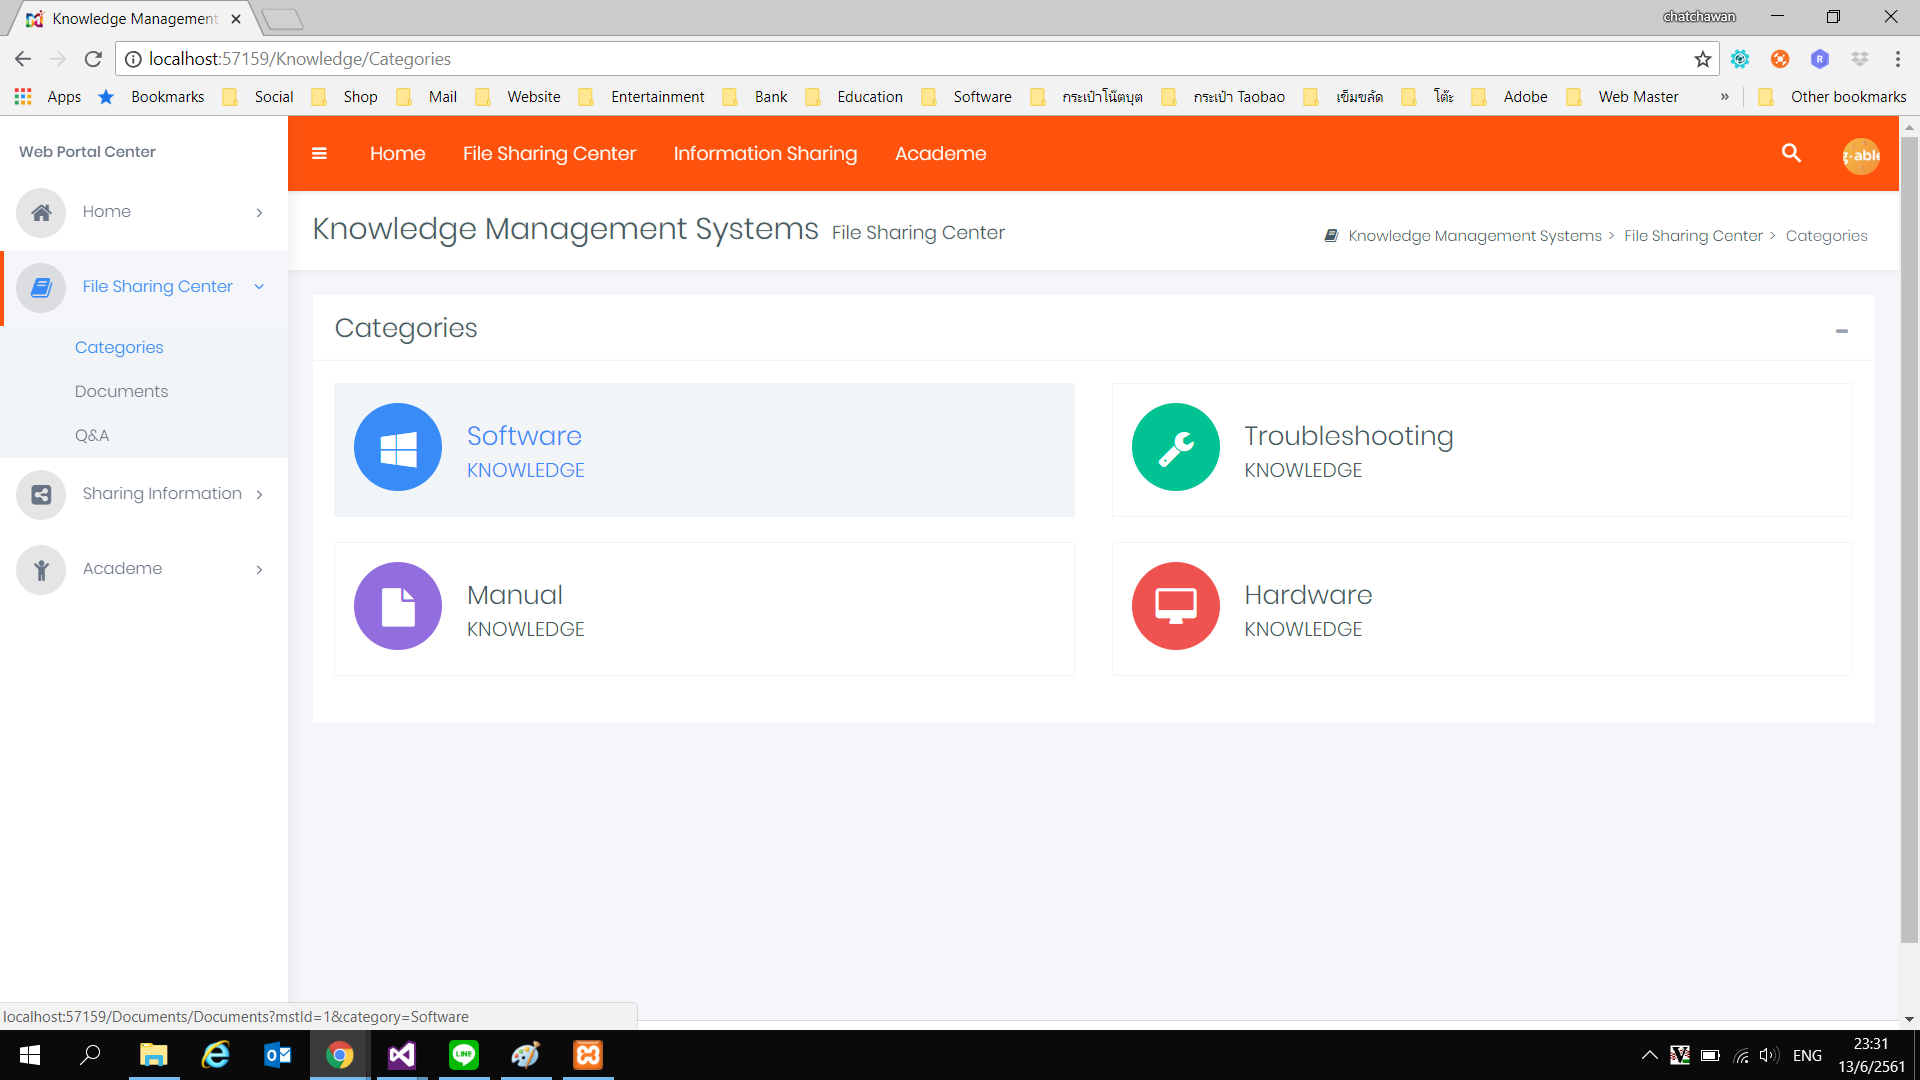 Knowledge Management
chatchawan
localhost:57159/Knowledge/Categories
Apps Bookmarks Social Shop Mail Website Entertainment Bank Education Software กระเป๋าโน๊ตบุต กระเป๋า Taobao เข็มขลัด โต๊ะ Adobe Web Master » Other bookmarks
Web Portal Center
Home
File Sharing Center
Categories
Documents
Q&A
Sharing Information
Academe
Home File Sharing Center Information Sharing Academe
g·able
Knowledge Management Systems File Sharing Center
Knowledge Management Systems > File Sharing Center > Categories
Categories
Software
KNOWLEDGE
Troubleshooting
KNOWLEDGE
Manual
KNOWLEDGE
Hardware
KNOWLEDGE
localhost:57159/Documents/Documents?mstId=1&category=Software
LINE
ENG
23:31
13/6/2561